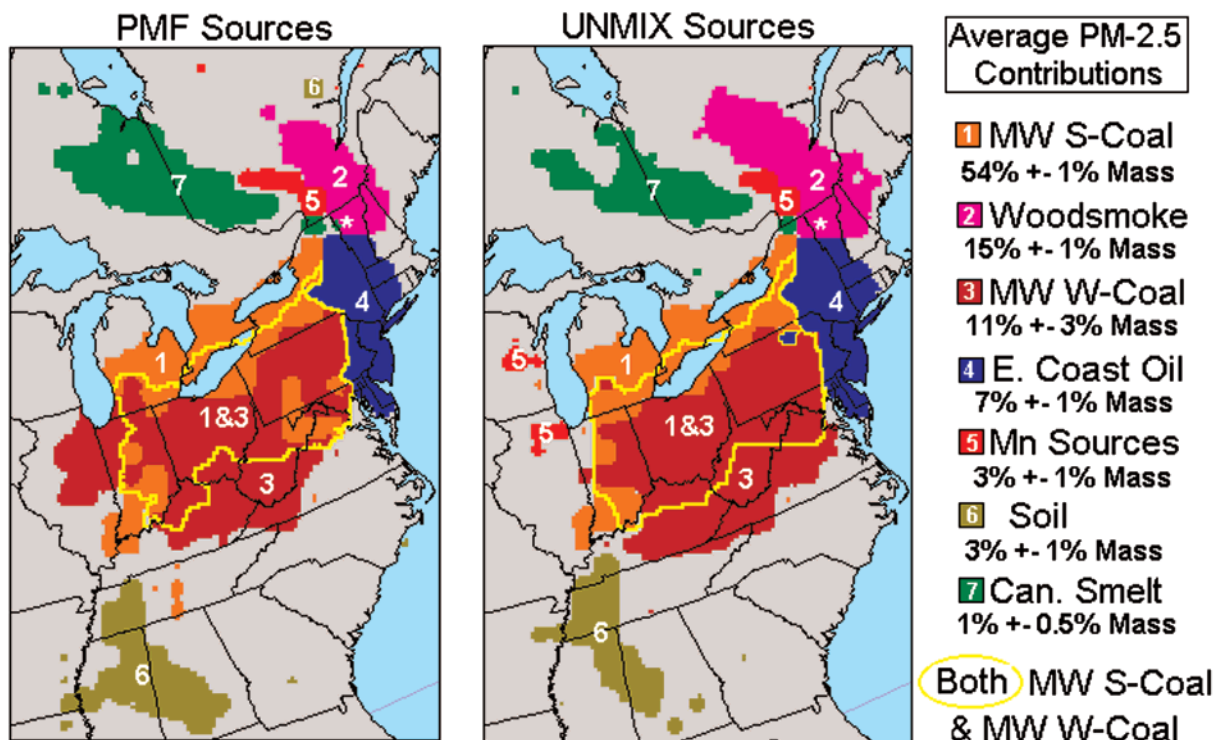 PMF Sources
UNMIX Sources
Average PM-2.5
Contributions
6
2
7
5
*
4
1
1&3
3
6
2
7
5
*
4
5
1
5
1&3
3
6
1 MW S-Coal
54% +- 1% Mass
2 Woodsmoke
15% +- 1% Mass
3 MW W-Coal
11% +- 3% Mass
4 E. Coast Oil
7% +- 1% Mass
5 Mn Sources
3% +- 1% Mass
6 Soil
3% +- 1% Mass
7 Can. Smelt
1% +- 0.5% Mass
Both MW S-Coal
& MW W-Coal